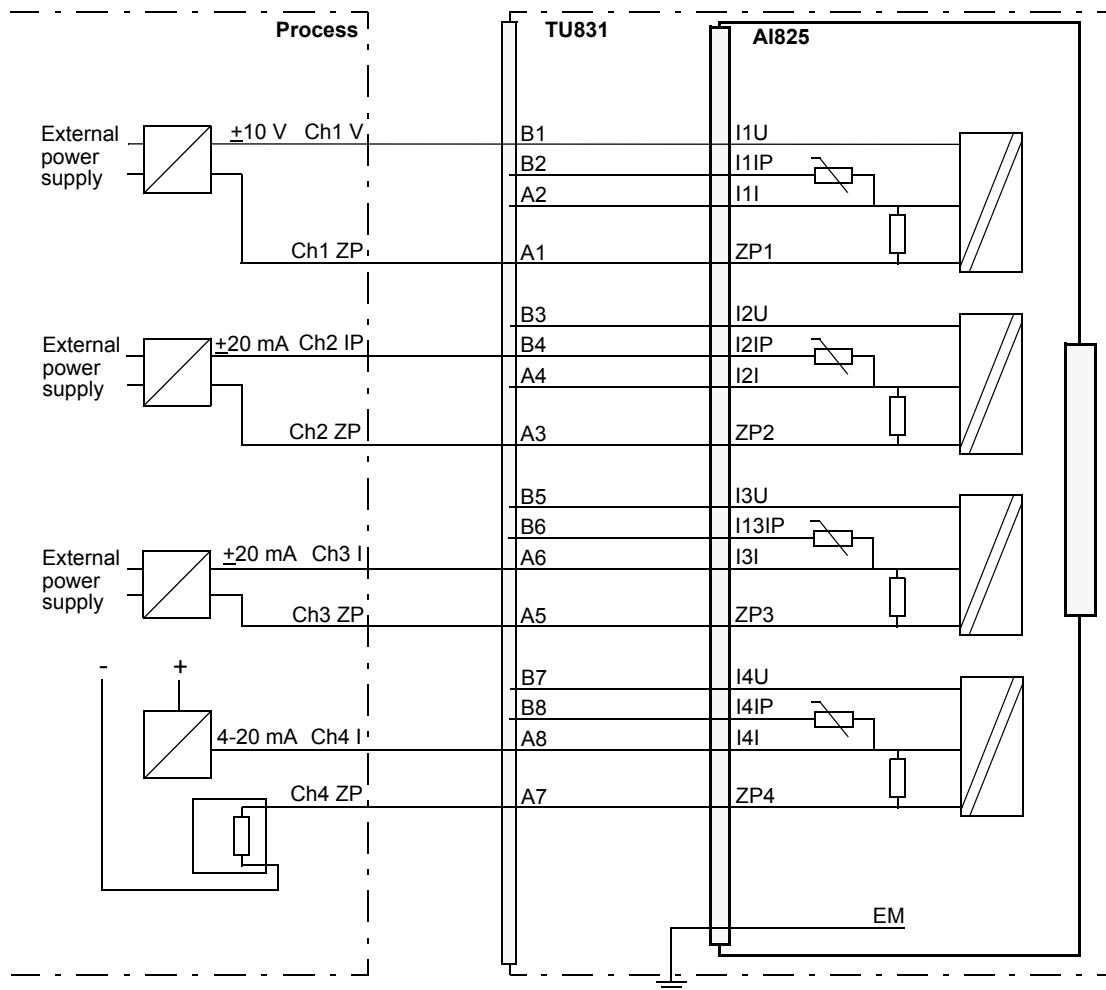 Process
TU831
AI825
External
power
supply
±10 V Ch1 V
B1
I1U
B2
I1IP
A2
I1I
Ch1 ZP
A1
ZP1
External
power
supply
B3
I2U
±20 mA Ch2 IP
B4
I2IP
A4
I2I
Ch2 ZP
A3
ZP2
B5
I3U
B6
I13IP
External
power
supply
±20 mA Ch3 I
A6
I3I
Ch3 ZP
A5
ZP3
- +
B7
I4U
B8
I4IP
4-20 mA Ch4 I
A8
I4I
Ch4 ZP
A7
ZP4
EM